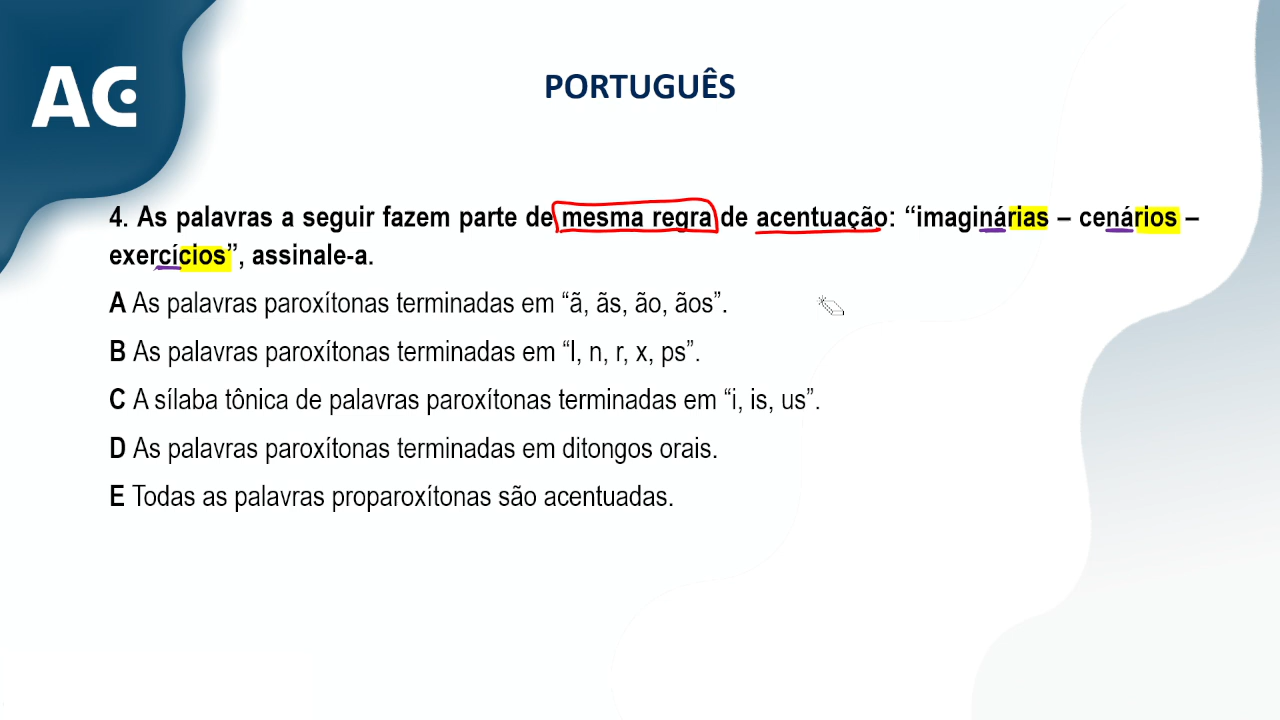 AC
PORTUGUÊS
4. As palavras a seguir fazem parte de mesma regra de acentuação: “imaginárias – cenários –
exercícios”, assinale-a.
A As palavras paroxítonas terminadas em “ã, ãs, ão, ãos”.
B As palavras paroxítonas terminadas em “l, n, r, x, ps”.
C A sílaba tônica de palavras paroxítonas terminadas em “i, is, us”.
D As palavras paroxítonas terminadas em ditongos orais.
E Todas as palavras proparoxítonas são acentuadas.